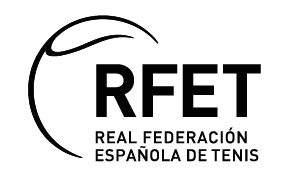 RFET
REAL FEDERACIÓN
ESPAÑOLA DE TENIS